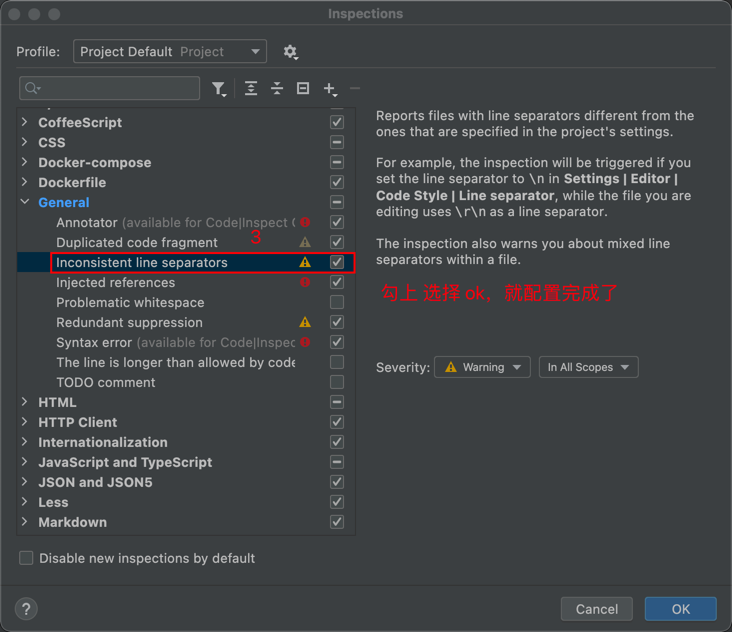 Inspections
Profile:
Project Default Project
CoffeeScript
CSS
Docker-compose
Dockerfile
General
Annotator (available for Code|Inspect C
Duplicated code fragment
3
Inconsistent line separators
Injected references
Problematic whitespace
Redundant suppression
Syntax error (available for Code|Inspec
The line is longer than allowed by code
TODO comment
HTML
HTTP Client
Internationalization
JavaScript and TypeScript
JSON and JSON5
Less
Markdown
Disable new inspections by default
Reports files with line separators different from the
ones that are specified in the project's settings.
For example, the inspection will be triggered if you
set the line separator to \n in Settings | Editor |
Code Style | Line separator, while the file you are
editing uses \r\n as a line separator.
The inspection also warns you about mixed line
separators within a file.
勾上 选择 ok，就配置完成了
Severity:
Warning
In All Scopes
?
Cancel
OK